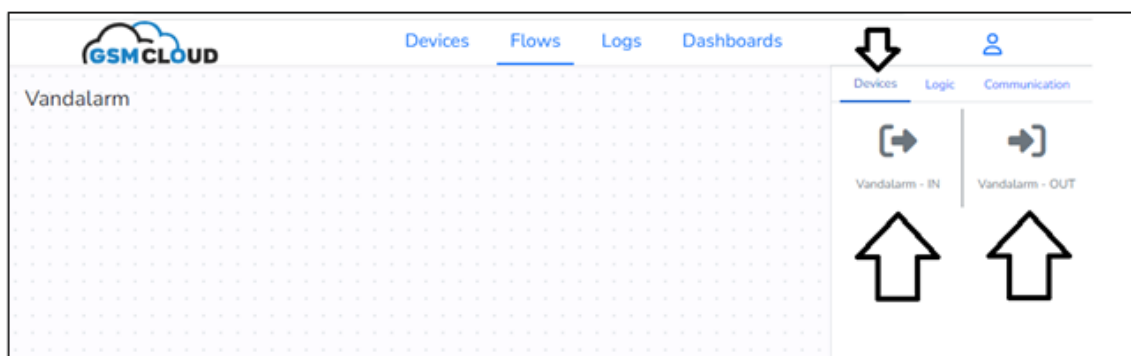 GSMCLOUD
Devices Flows Logs Dashboards
Vandalarm
Devices Logic Communication
Vandalarm - IN Vandalarm - OUT